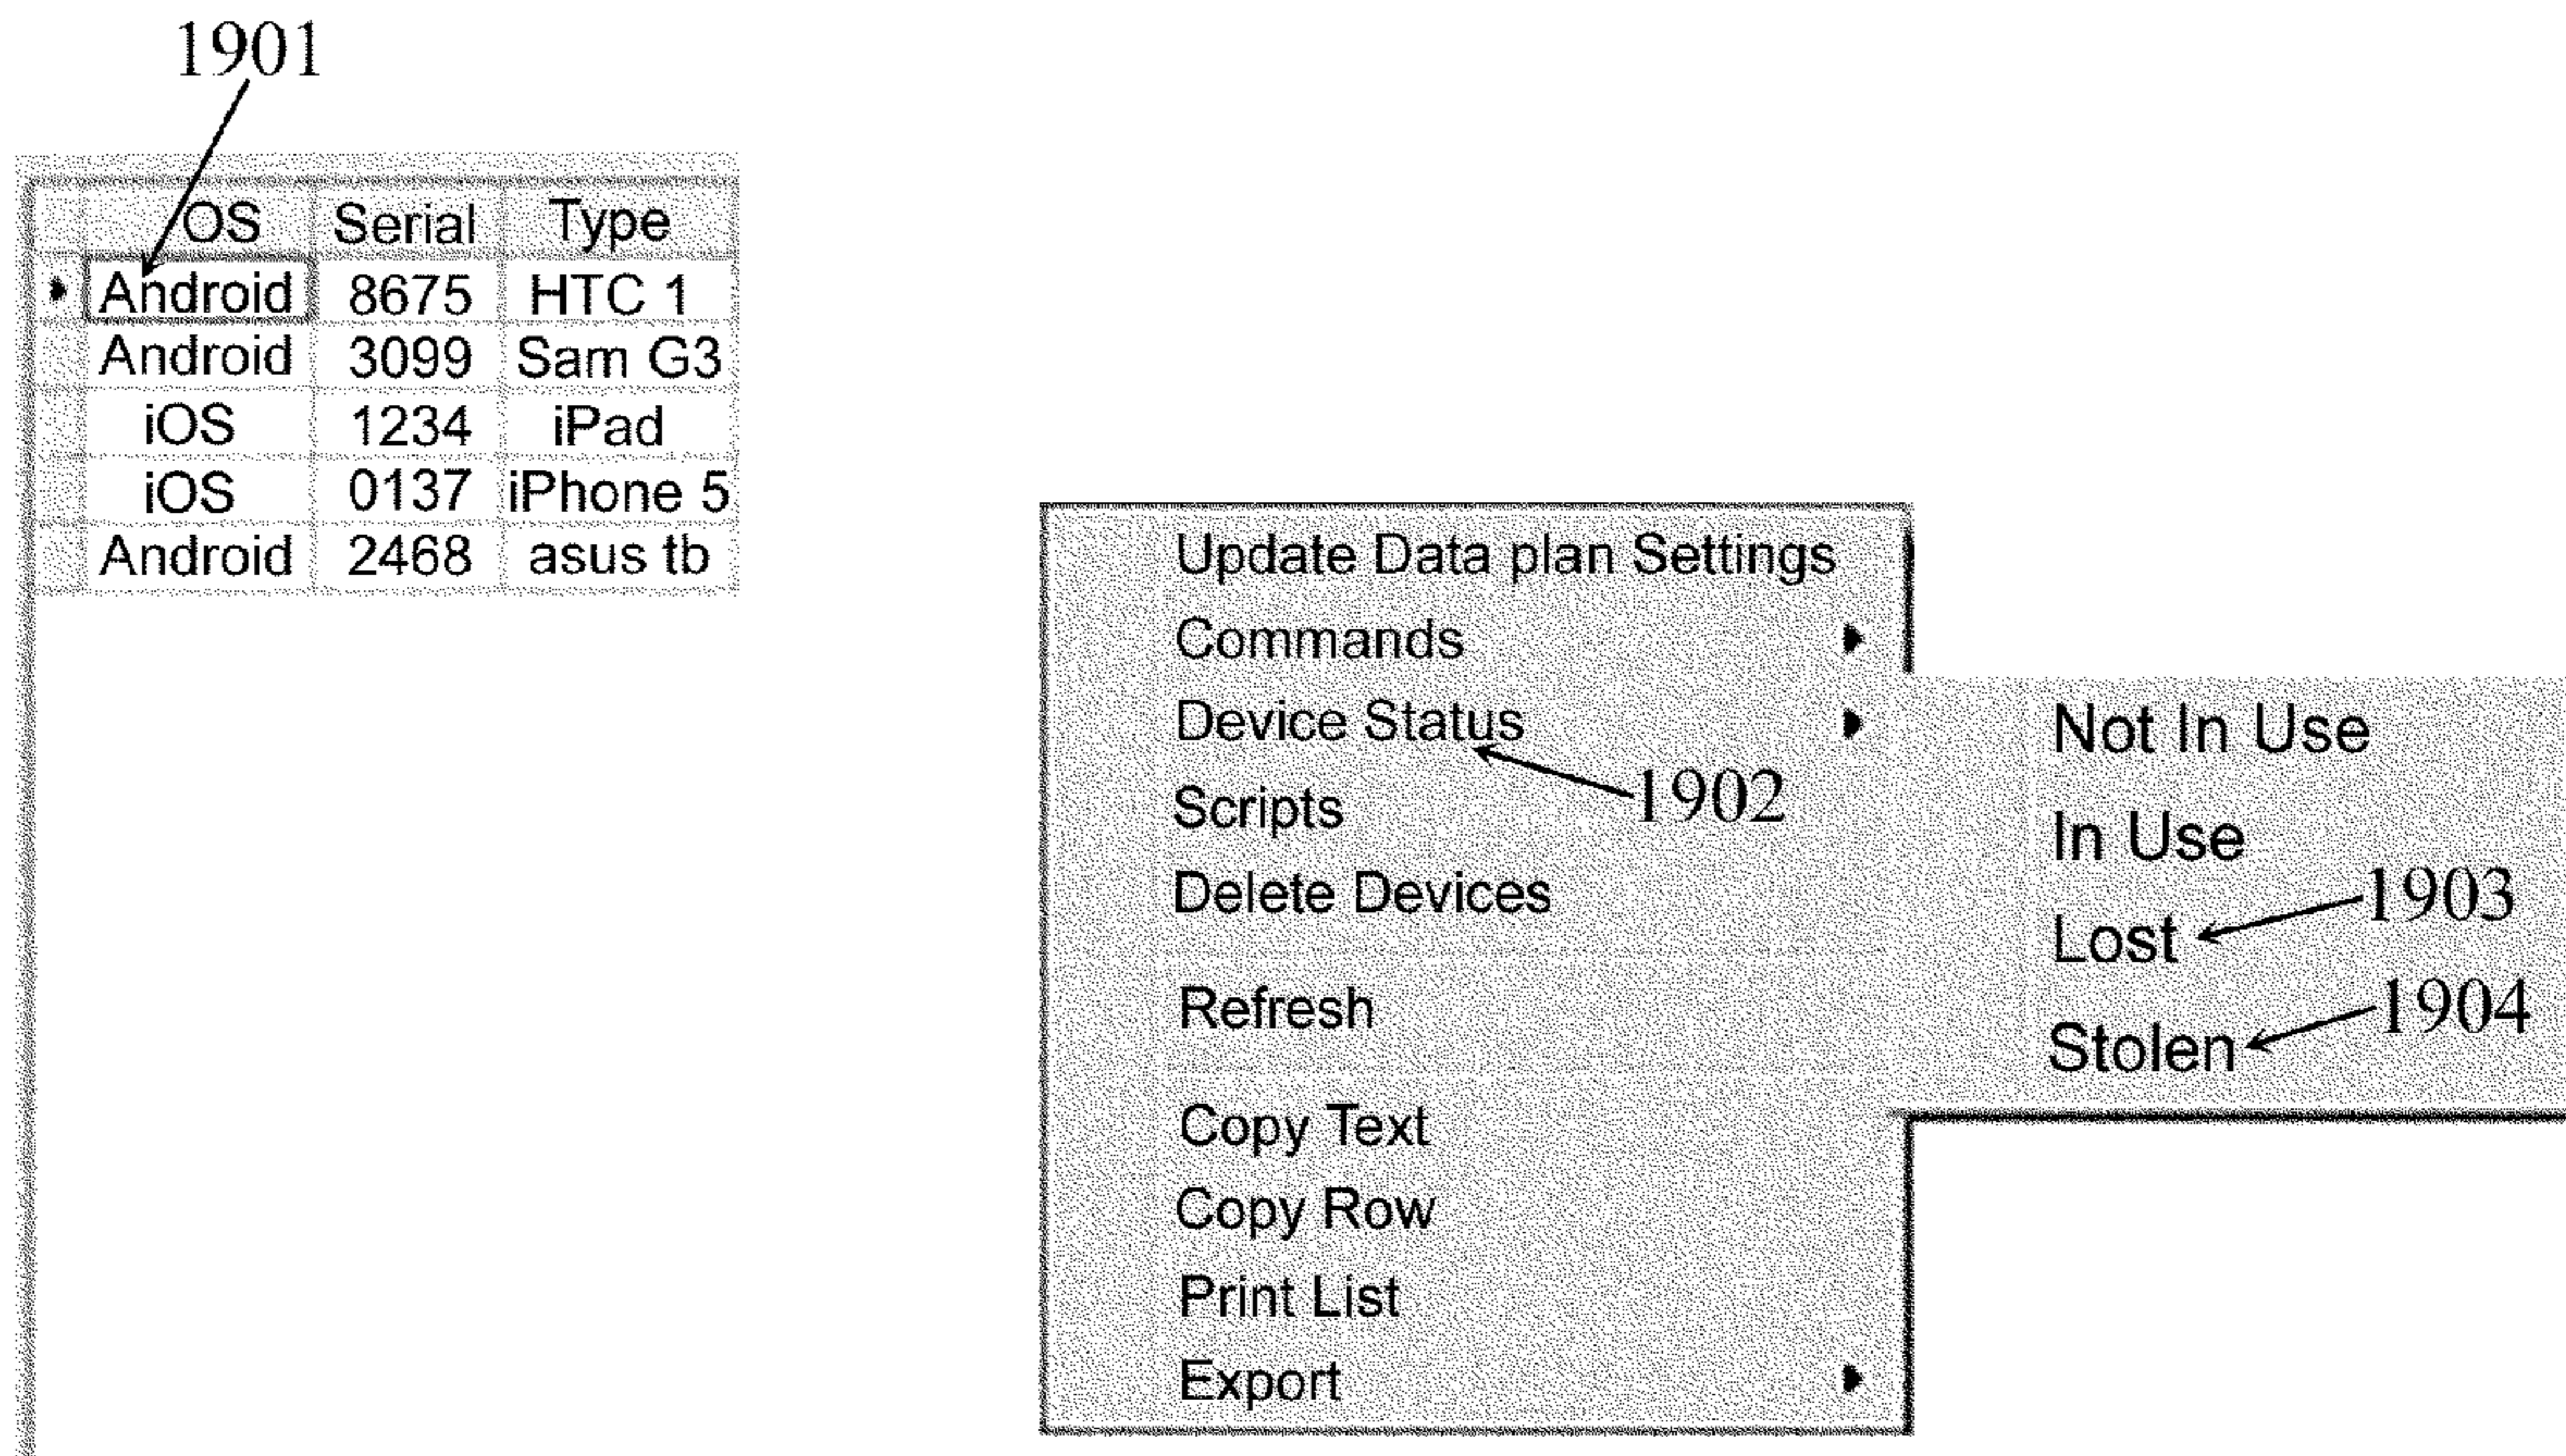 1901
OS Serial Type
Android 8675 HTC 1
Android 3099 Sam G3
iOS 1234 iPad
iOS 0137 iPhone 5
Android 2468 asus tb
Update Data plan Settings
Commands
Device Status
1902
Scripts
Delete Devices
Refresh
Copy Text
Copy Row
Print List
Export
Not In Use
In Use
1903
Lost
1904
Stolen